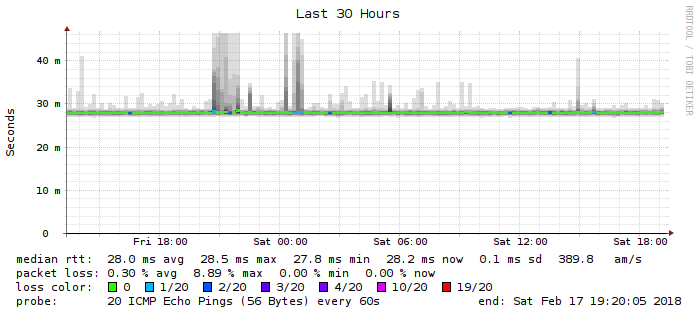 Last 30 Hours
RRDTOOL / TOBI OETIKER
Seconds
40 m
30 m
20 m
10 m
0
Fri 18:00 Sat 00:00 Sat 06:00 Sat 12:00 Sat 18:00
median rtt: 28.0 ms avg 28.5 ms max 27.8 ms min 28.2 ms now 0.1 ms sd 389.8 am/s
packet loss: 0.30 % avg 8.89 % max 0.00 % min 0.00 % now
loss color: 0 1/20 2/20 3/20 4/20 10/20 19/20
probe: 20 ICMP Echo Pings (56 Bytes) every 60s end: Sat Feb 17 19:20:05 2018